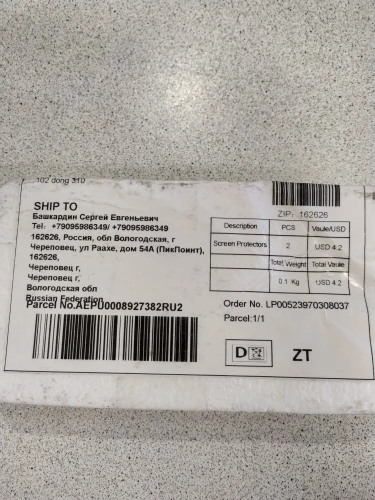 102 dong 310
SHIP TO
Башкардин Сергей Евгеньевич
Tel: +79095986349/ +79095986349
162626, Россия, обл Вологодская, г
Череповец, ул Раахе, дом 54А (ПикПоинт),
162626,
Череповец г,
Череповец г,
Вологодская обл
Russian Federation
Parcel No.AEPU0008927382RU2
ZIP: 162626
Description PCS Vaule/USD
Screen Protectors 2 USD 4.2
Total Weight Total Vaule
0.1 Kg USD 4.2
Order No. LP00523970308037
Parcel:1/1
D ZT